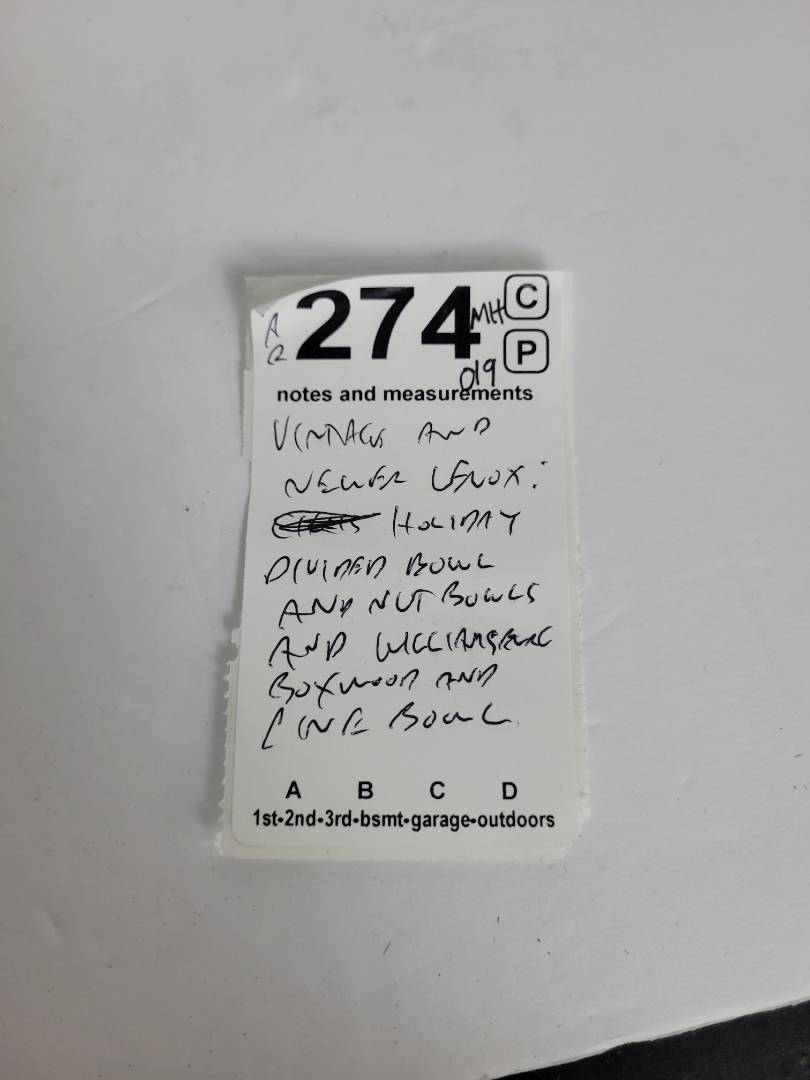 A
R
274
MH
C
P
019
notes and measurements
VINTAGE AND
NEWER LENOX:
HOLIDAY
DIVIDED BOWL
AND NUT BOWLS
AND WILLIAMSBURG
BOXWOOD AND
PINE BOWL
A B C D
1st-2nd-3rd-bsmt-garage-outdoors